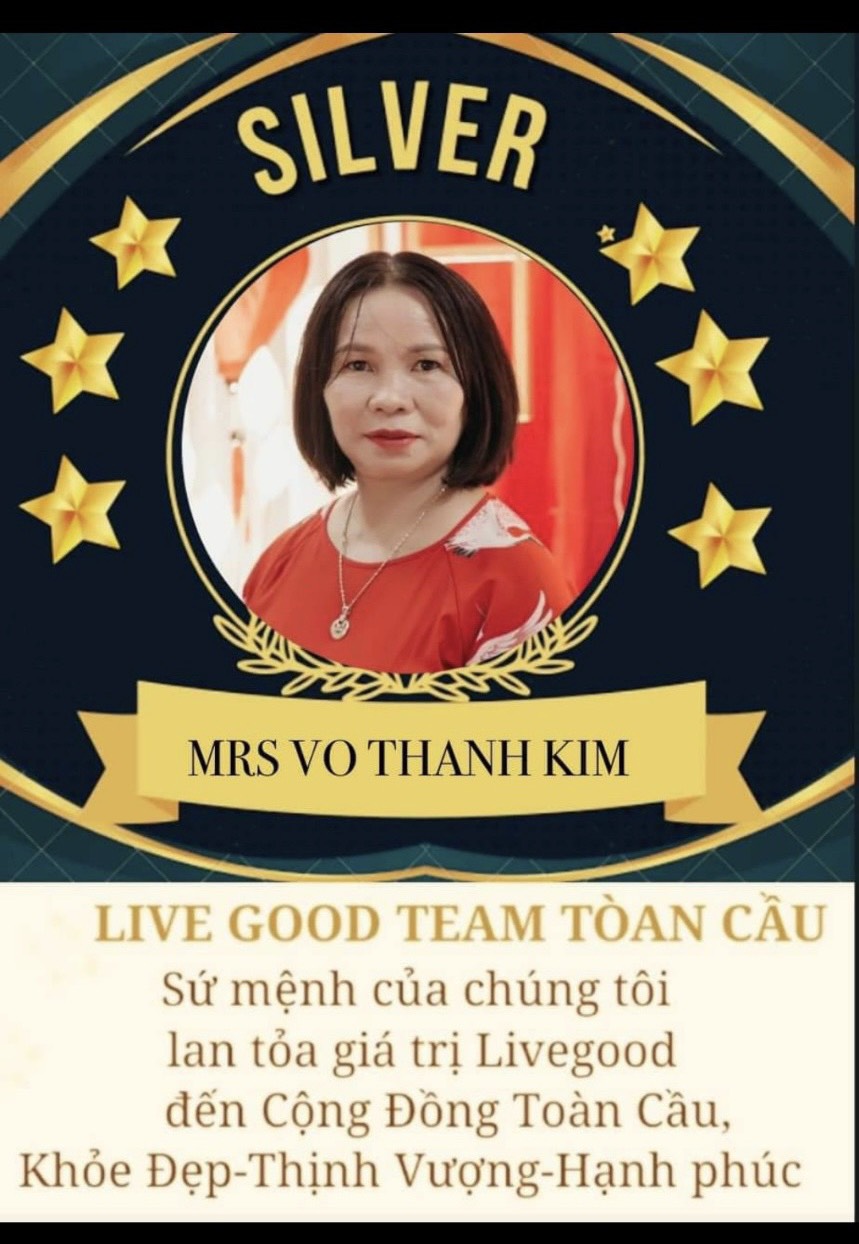 SILVER
MRS VO THANH KIM
LIVE GOOD TEAM TÒAN CẦU
Sứ mệnh của chúng tôi
lan tỏa giá trị Livegood
đến Cộng Đồng Toàn Cầu,
Khỏe Đẹp-Thịnh Vượng-Hạnh phúc